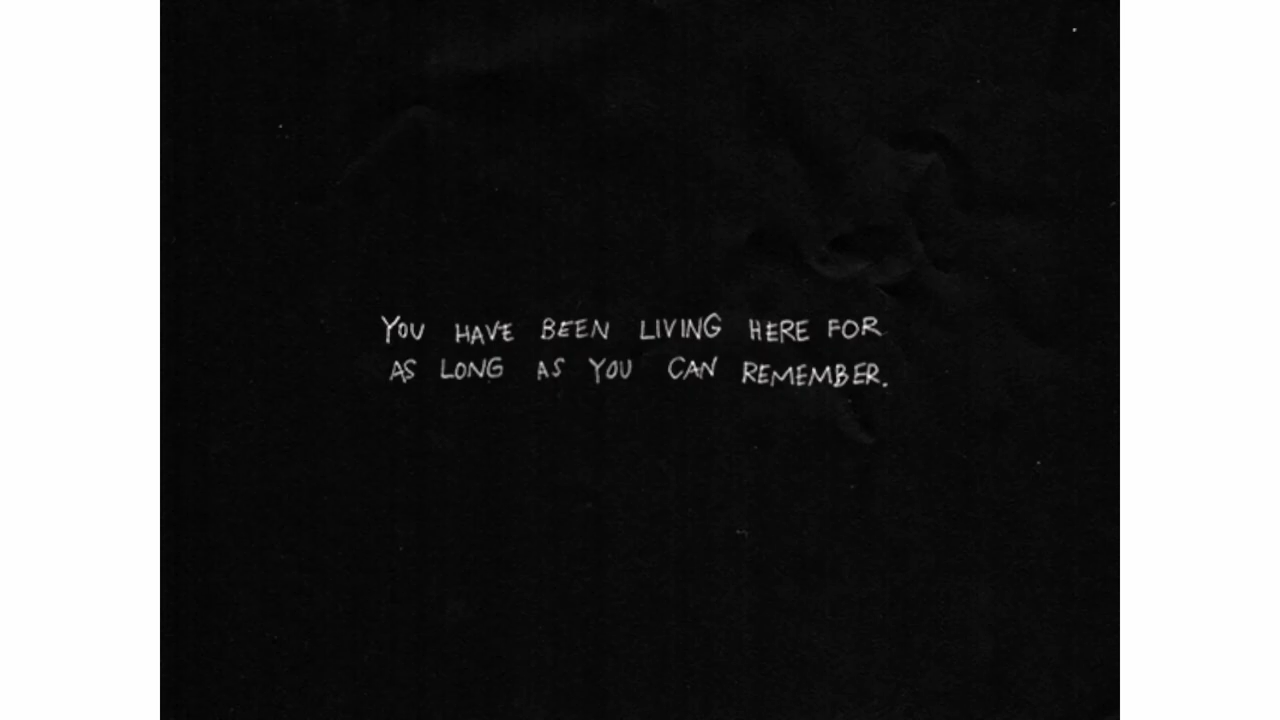 YOU HAVE BEEN LIVING HERE FOR
AS LONG AS YOU CAN REMEMBER.